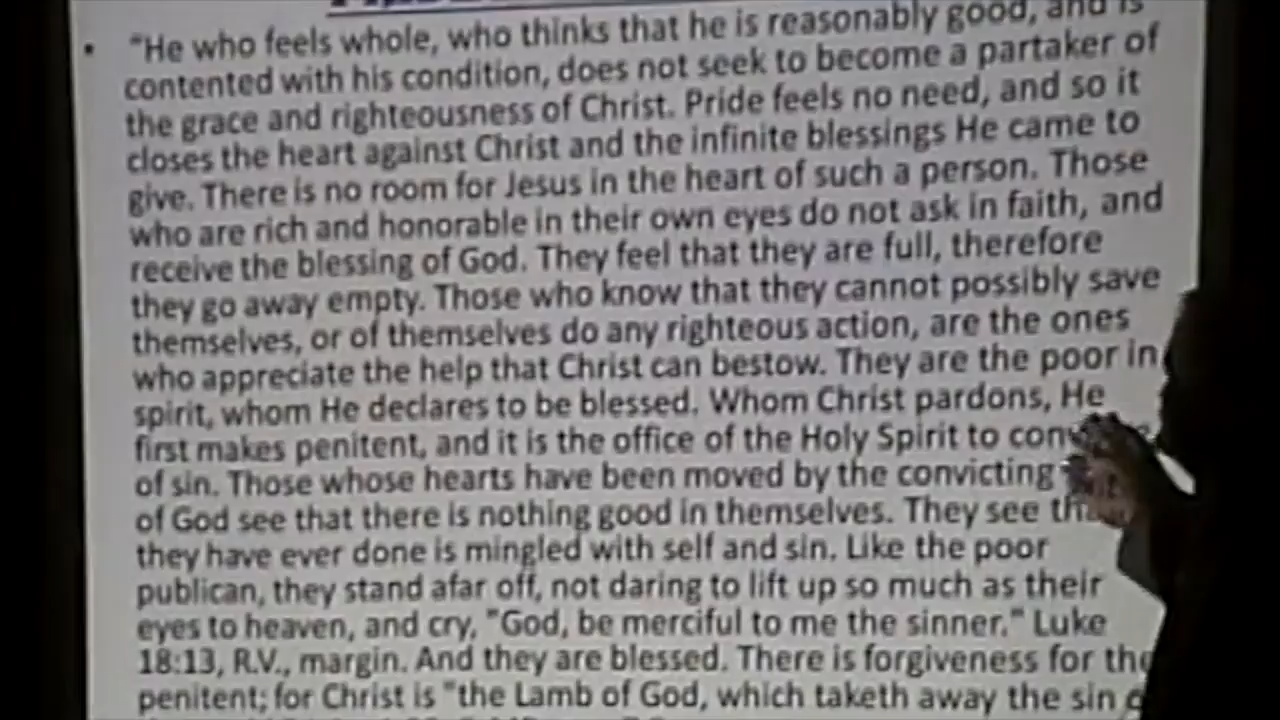 • "He who feels whole, who thinks that he is reasonably good, and is
contented with his condition, does not seek to become a partaker of
the grace and righteousness of Christ. Pride feels no need, and so it
closes the heart against Christ and the infinite blessings He came to
give. There is no room for Jesus in the heart of such a person. Those
who are rich and honorable in their own eyes do not ask in faith, and
receive the blessing of God. They feel that they are full, therefore
they go away empty. Those who know that they cannot possibly save
themselves, or of themselves do any righteous action, are the ones
who appreciate the help that Christ can bestow. They are the poor in
spirit, whom He declares to be blessed. Whom Christ pardons, He
first makes penitent, and it is the office of the Holy Spirit to
of sin. Those whose hearts have been moved by the convicting
of God see that there is nothing good in themselves. They see
they have ever done is mingled with self and sin. Like the poor
publican, they stand afar off, not daring to lift up so much as their
eyes to heaven, and cry, "God, be merciful to me the sinner." Luke
18:13, R.V., margin. And they are blessed. There is forgiveness for the
penitent; for Christ is "the Lamb of God, which taketh away the sin